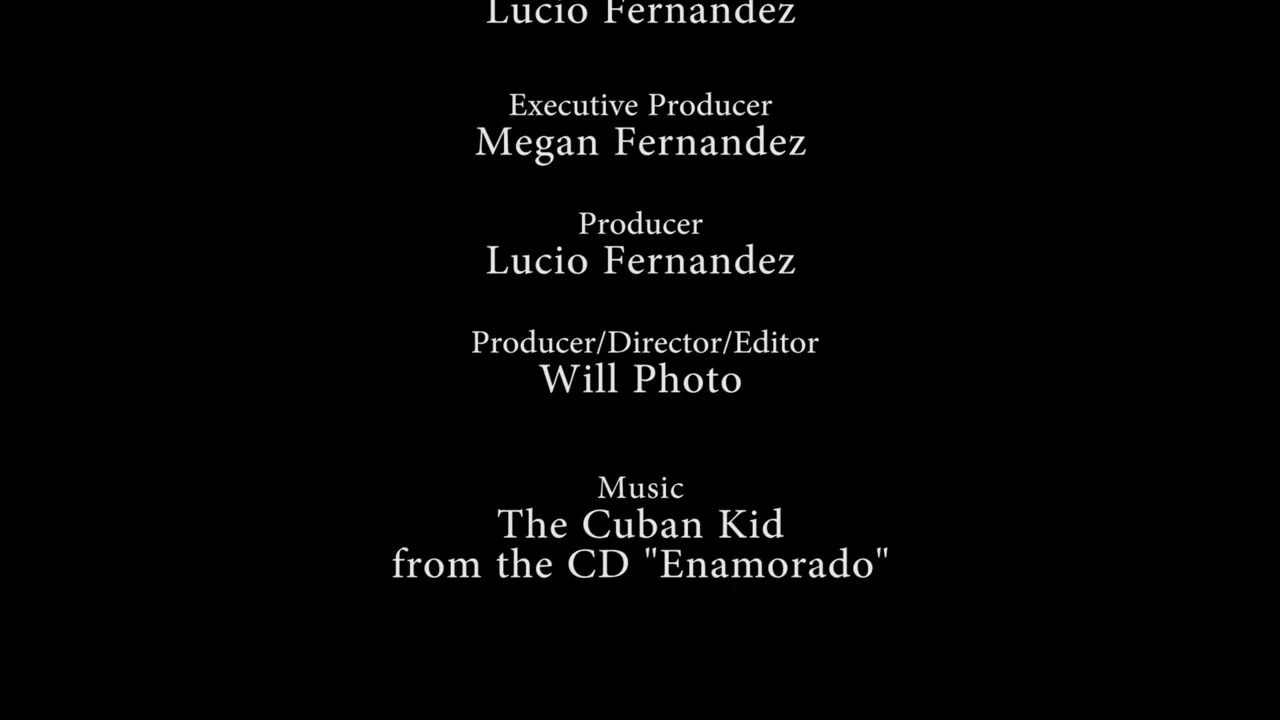 Lucio Fernandez
Executive Producer
Megan Fernandez
Producer
Lucio Fernandez
Producer/Director/Editor
Will Photo
Music
The Cuban Kid
from the CD "Enamorado"